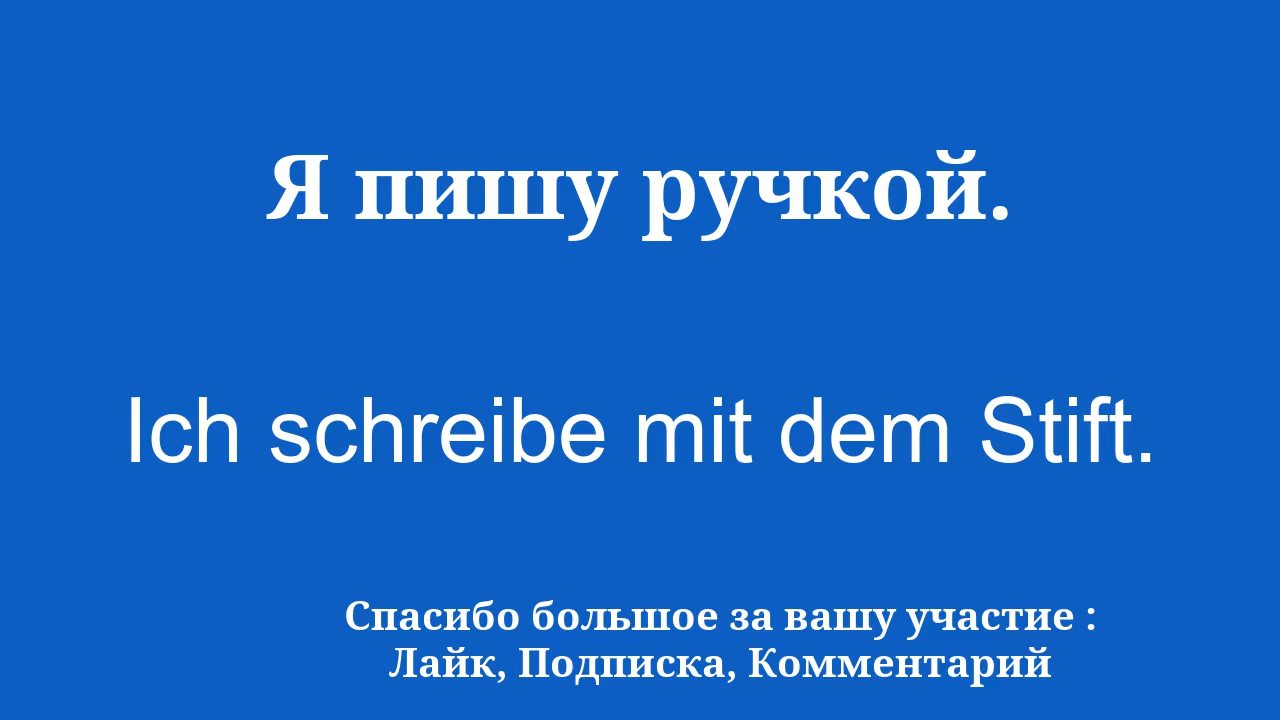 Я пишу ручкой.
Ich schreibe mit dem Stift.
Спасибо большое за вашу участие :
Лайк, Подписка, Комментарий